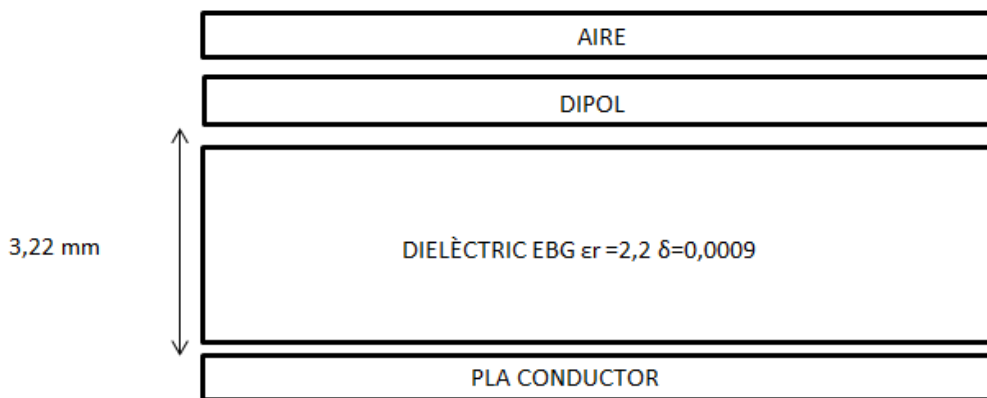 AIRE
DIPOL
3,22 mm
DIELÈCTRIC EBG εr =2,2 δ=0,0009
PLA CONDUCTOR